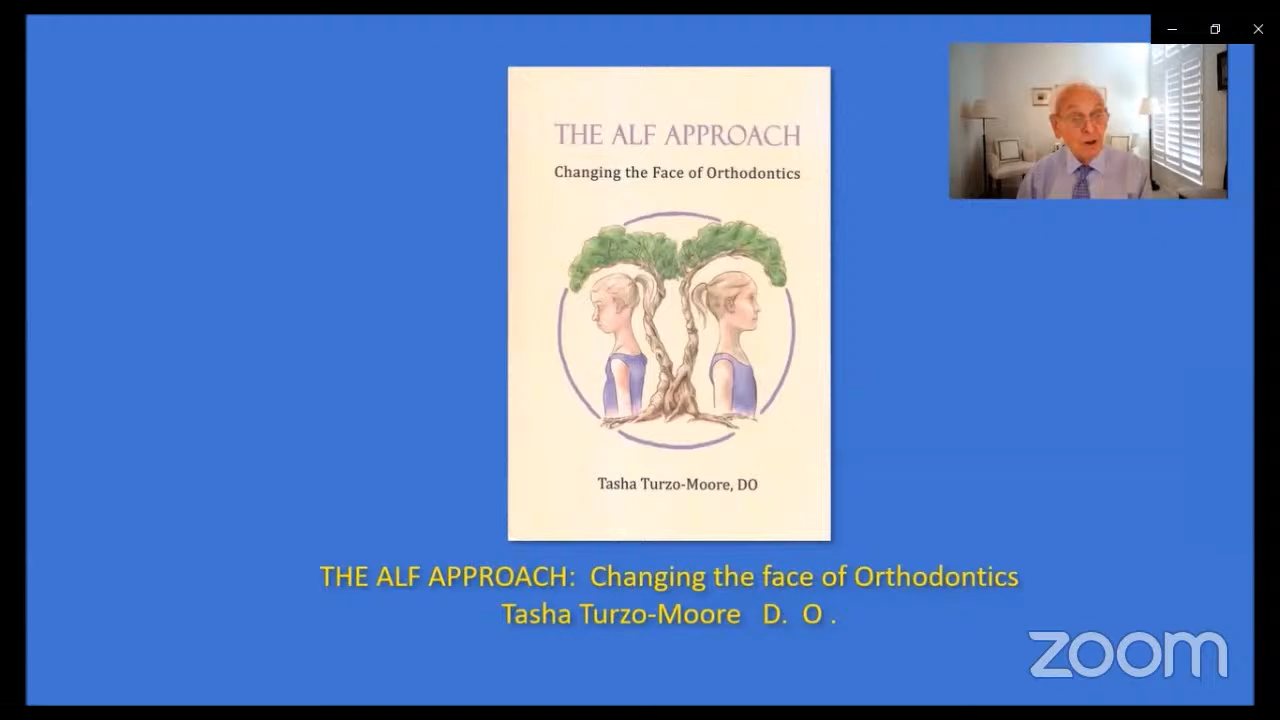 THE ALF APPROACH
Changing the Face of Orthodontics
Tasha Turzo-Moore, DO
THE ALF APPROACH:  Changing the face of Orthodontics
Tasha Turzo-Moore   D.  O .
zoom